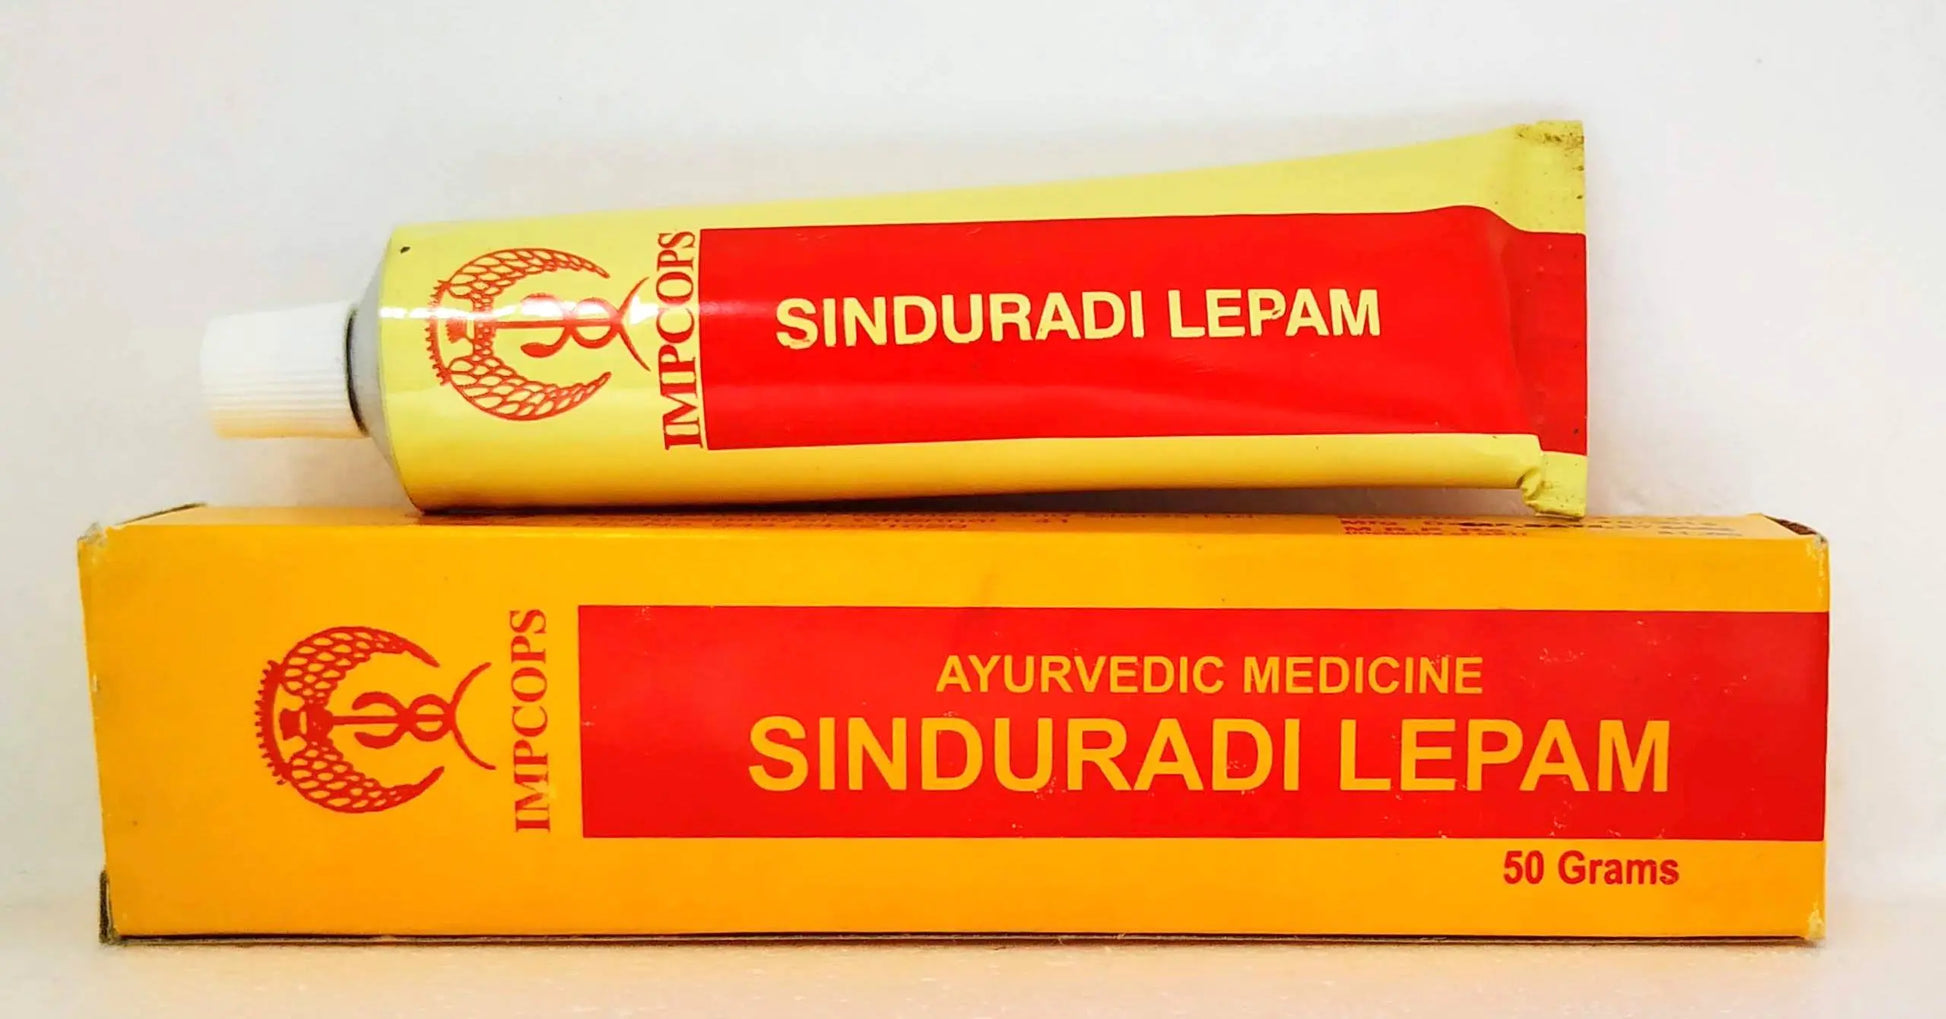 IMPCOPS
SINDURADI LEPAM
IMPCOPS
AYURVEDIC MEDICINE
SINDURADI LEPAM
50 Grams